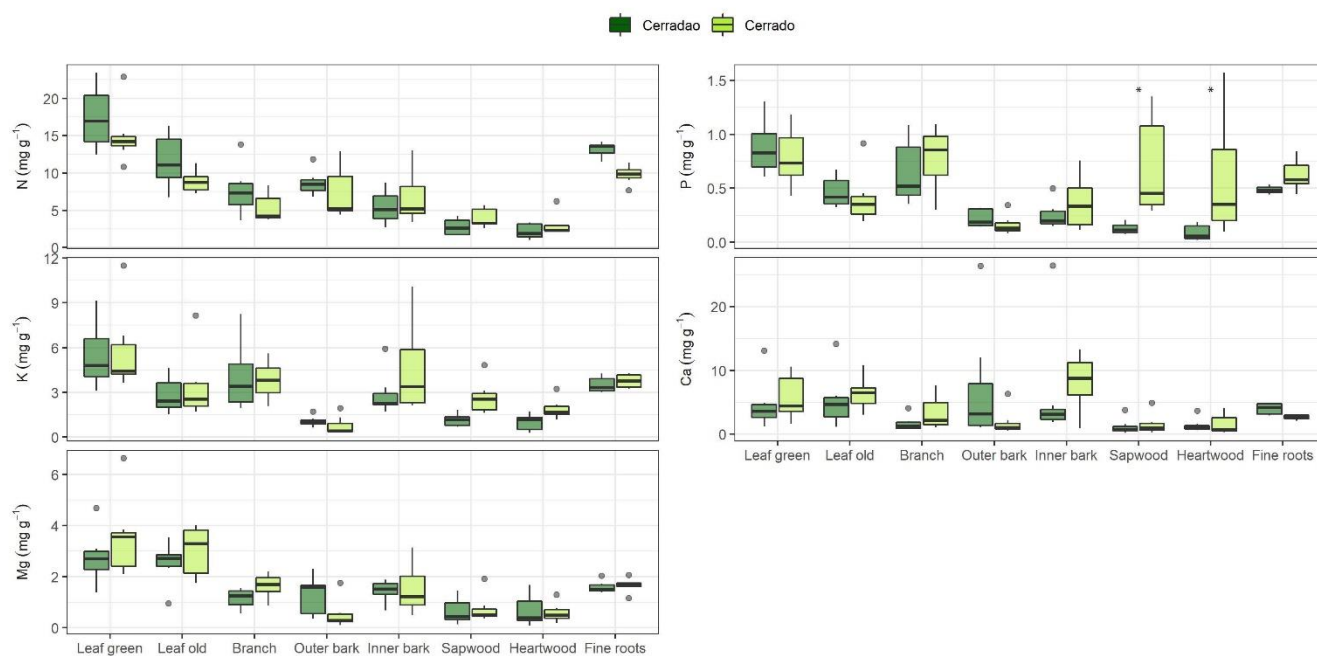 Cerradao Cerrado
N (mg g⁻¹)
20
15
10
5
0
K (mg g⁻¹)
12
9
6
3
0
Mg (mg g⁻¹)
6
4
2
0
Leaf green Leaf old Branch Outer bark Inner bark Sapwood Heartwood Fine roots
P (mg g⁻¹)
1.5
1.0
0.5
0.0
* *
Ca (mg g⁻¹)
20
10
0
Leaf green Leaf old Branch Outer bark Inner bark Sapwood Heartwood Fine roots